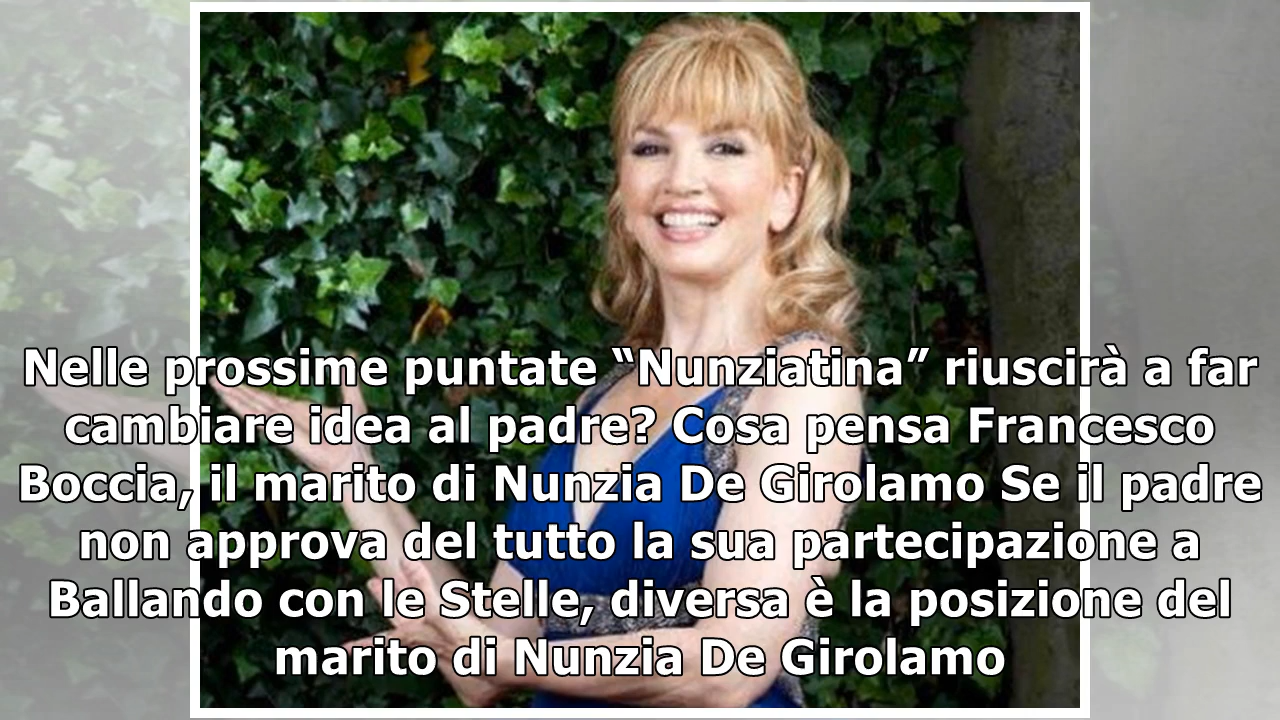 Nelle prossime puntate “Nunziatina” riuscirà a far
cambiare idea al padre? Cosa pensa Francesco
Boccia, il marito di Nunzia De Girolamo Se il padre
non approva del tutto la sua partecipazione a
Ballando con le Stelle, diversa è la posizione del
marito di Nunzia De Girolamo